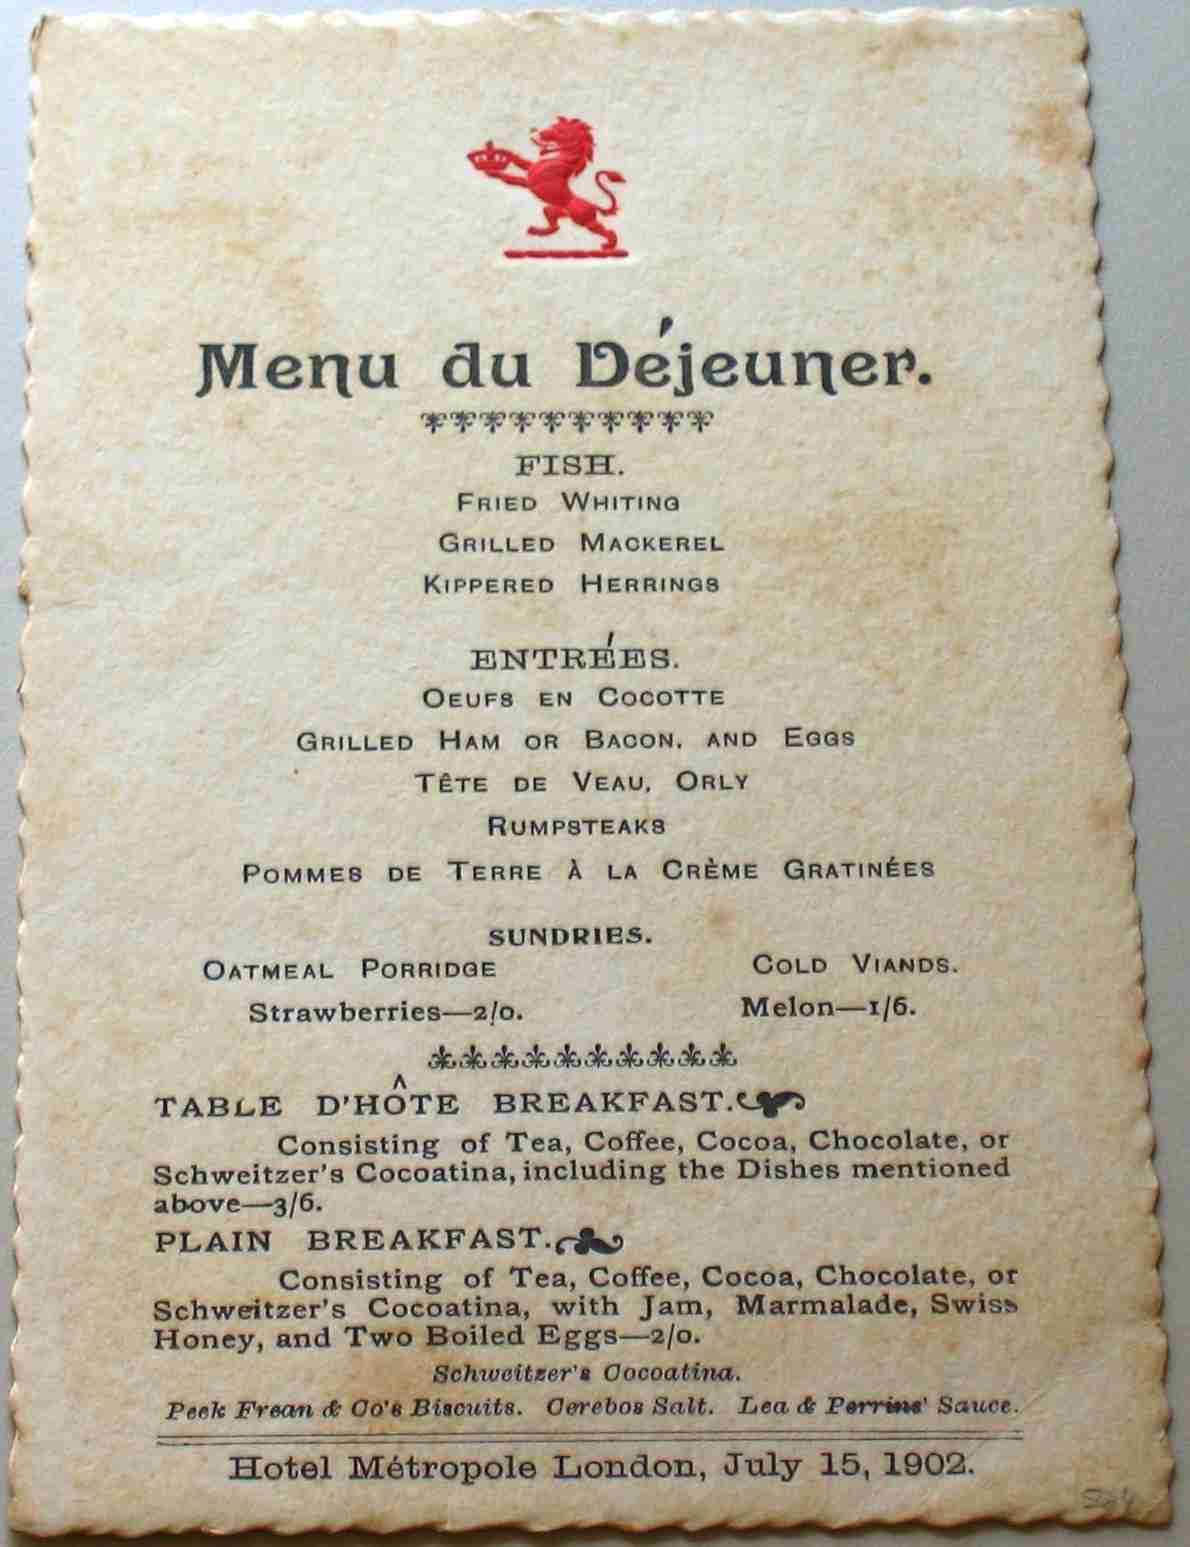 Menu du Déjeuner.
FISH.
FRIED WHITING
GRILLED MACKEREL
KIPPERED HERRINGS
ENTRÉES.
OEUFS EN COCOTTE
GRILLED HAM OR BACON, AND EGGS
TÊTE DE VEAU, ORLY
RUMPSTEAKS
POMMES DE TERRE À LA CRÈME GRATINÉES
SUNDRIES.
OATMEAL PORRIDGE COLD VIANDS.
Strawberries—2/0. Melon—1/6.
TABLE D'HÔTE BREAKFAST.
Consisting of Tea, Coffee, Cocoa, Chocolate, or
Schweitzer's Cocoatina, including the Dishes mentioned
above—3/6.
PLAIN BREAKFAST.
Consisting of Tea, Coffee, Cocoa, Chocolate, or
Schweitzer's Cocoatina, with Jam, Marmalade, Swiss
Honey, and Two Boiled Eggs—2/0.
Schweitzer's Cocoatina.
Peek Frean & Co's Biscuits. Cerebos Salt. Lea & Perrins' Sauce.
Hotel Métropole London, July 15, 1902.